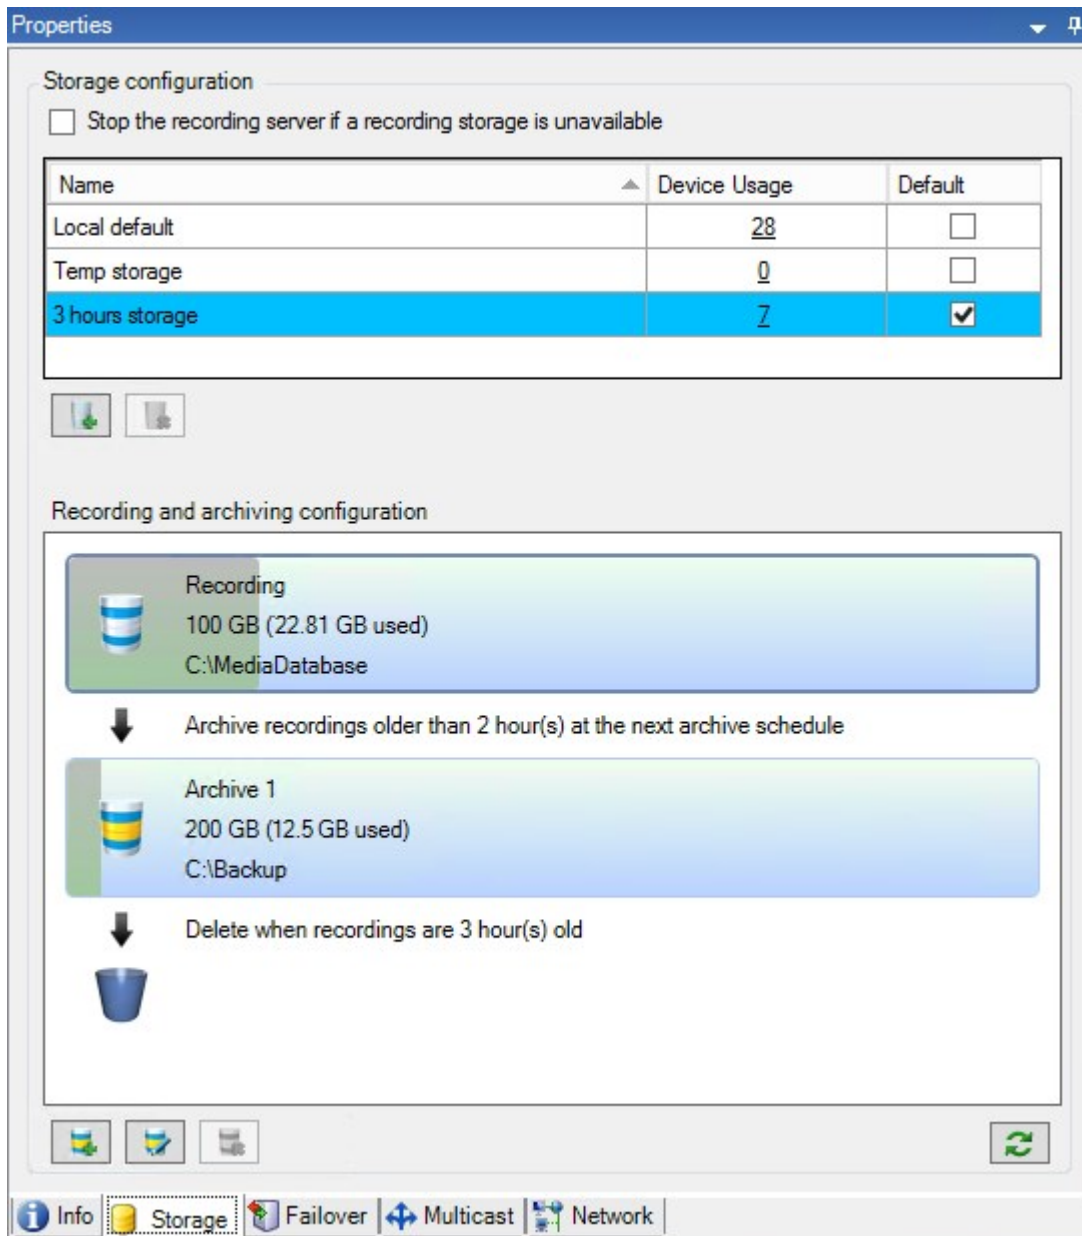 Properties
Storage configuration
Stop the recording server if a recording storage is unavailable
Name Device Usage Default
Local default 28
Temp storage 0
3 hours storage 7
Recording and archiving configuration
Recording
100 GB (22.81 GB used)
C:\MediaDatabase
Archive recordings older than 2 hour(s) at the next archive schedule
Archive 1
200 GB (12.5 GB used)
C:\Backup
Delete when recordings are 3 hour(s) old
Info Storage Failover Multicast Network